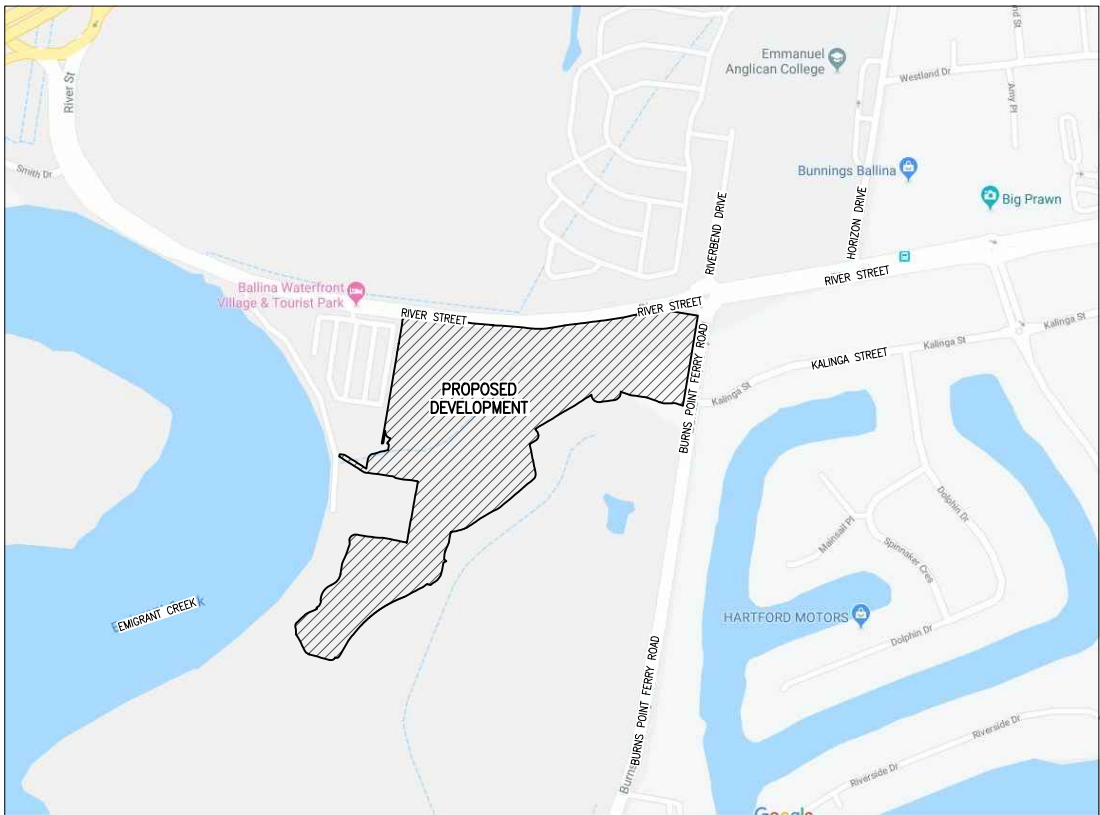 nd St
Emmanuel
Anglican College
Westland Dr
River St
Amy Pl
Smith Dr
Bunnings Ballina
Big Prawn
RIVERBEND DRIVE
HORIZON DRIVE
RIVER STREET
Ballina Waterfront
Village & Tourist Park
RIVER STREET
RIVER STREET
Kalinga St
Kalinga St
KALINGA STREET
BURNS POINT FERRY ROAD
PROPOSED
DEVELOPMENT
Kalinga St
Dolphin Dr
Mainsail Pl
Spinnaker Cres
EMIGRANT CREEK
HARTFORD MOTORS
Dolphin Dr
BURNS POINT FERRY ROAD
Burns
Riverside Dr
Riverside Dr
Google